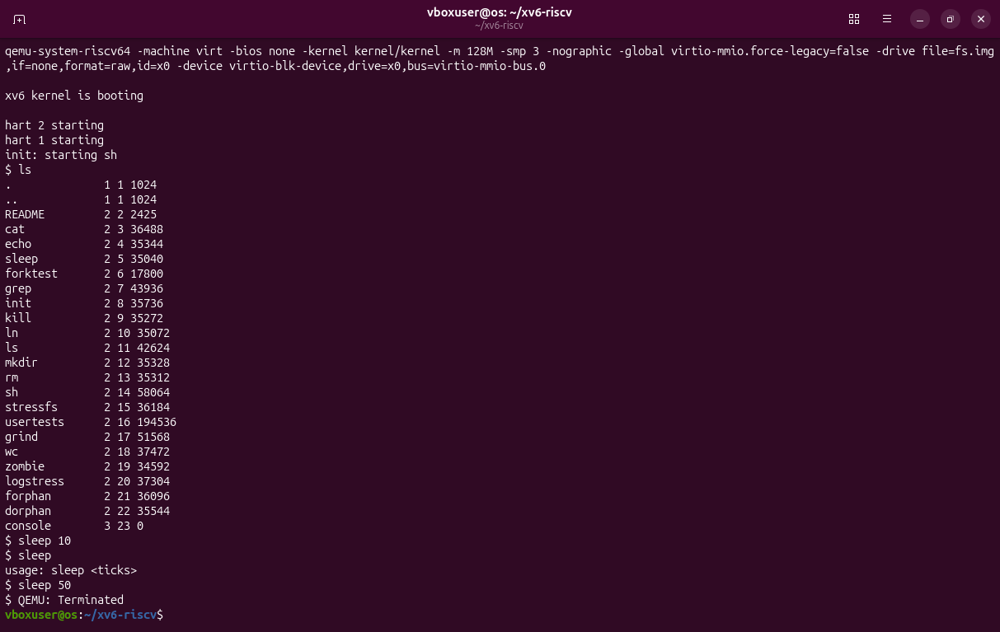 vboxuser@os: ~/xv6-riscv
~/xv6-riscv
qemu-system-riscv64 -machine virt -bios none -kernel kernel/kernel -m 128M -smp 3 -nographic -global virtio-mmio.force-legacy=false -drive file=fs.img
,if=none,format=raw,id=x0 -device virtio-blk-device,drive=x0,bus=virtio-mmio-bus.0
xv6 kernel is booting
hart 2 starting
hart 1 starting
init: starting sh
$ ls
.              1 1 1024
..             1 1 1024
README         2 2 2425
cat            2 3 36488
echo           2 4 35344
sleep          2 5 35040
forktest       2 6 17800
grep           2 7 43936
init           2 8 35736
kill           2 9 35272
ln             2 10 35072
ls             2 11 42624
mkdir          2 12 35328
rm             2 13 35312
sh             2 14 58064
stressfs       2 15 36184
usertests      2 16 194536
grind          2 17 51568
wc             2 18 37472
zombie         2 19 34592
logstress      2 20 37304
forphan        2 21 36096
dorphan        2 22 35544
console        3 23 0
$ sleep 10
$ sleep
usage: sleep <ticks>
$ sleep 50
$ QEMU: Terminated
vboxuser@os:~/xv6-riscv$